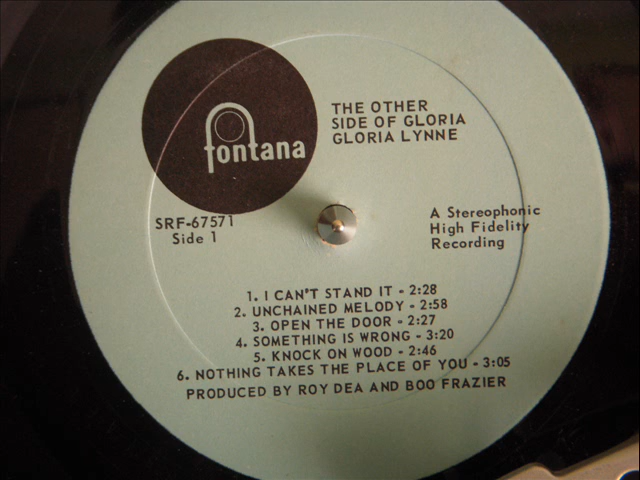 fontana
THE OTHER
SIDE OF GLORIA
GLORIA LYNNE
SRF-67571
Side 1
A Stereophonic
High Fidelity
Recording
1. I CAN'T STAND IT - 2:28
2. UNCHAINED MELODY - 2:58
3. OPEN THE DOOR - 2:27
4. SOMETHING IS WRONG - 3:20
5. KNOCK ON WOOD - 2:46
6. NOTHING TAKES THE PLACE OF YOU - 3:05
PRODUCED BY ROY DEA AND BOO FRAZIER